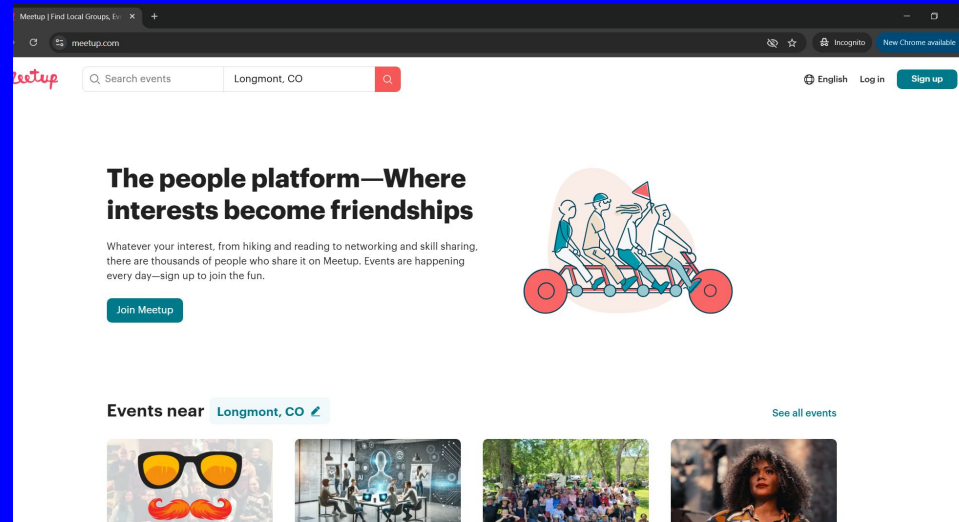 Meetup | Find Local Groups, Eve
meetup.com
Incognito
New Chrome available
Meetup
Search events
Longmont, CO
English
Log in
Sign up
The people platform—Where
interests become friendships
Whatever your interest, from hiking and reading to networking and skill sharing,
there are thousands of people who share it on Meetup. Events are happening
every day—sign up to join the fun.
Join Meetup
Events near Longmont, CO
See all events